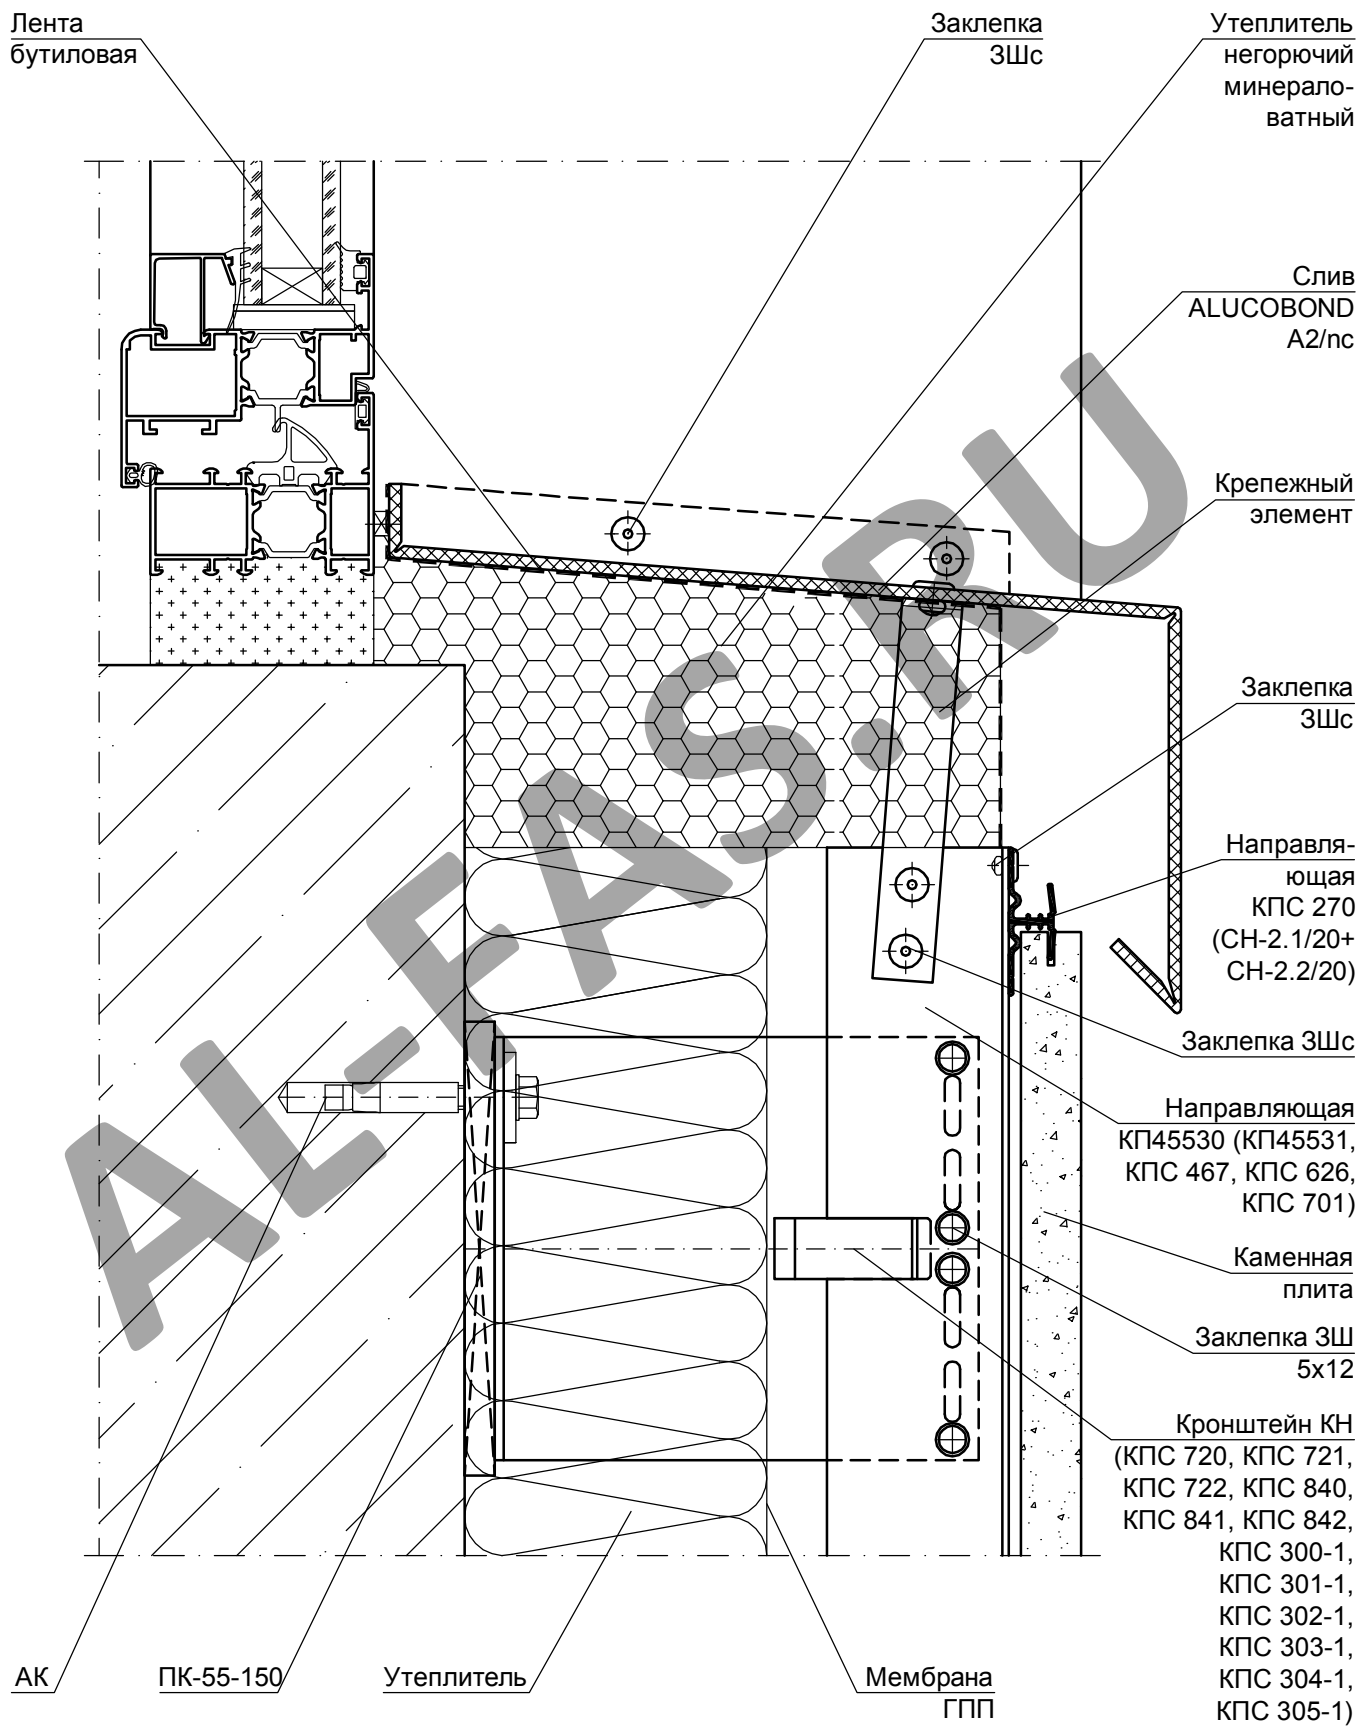 Лента
бутиловая
Заклепка
ЗШс
Утеплитель
негорючий
минерало-
ватный
Слив
ALUCOBOND
A2/nc
Крепежный
элемент
Заклепка
ЗШс
Направля-
ющая
КПС 270
(СН-2.1/20+
СН-2.2/20)
Заклепка ЗШс
Направляющая
КП45530 (КП45531,
КПС 467, КПС 626,
КПС 701)
Каменная
плита
Заклепка ЗШ
5х12
Кронштейн КН
(КПС 720, КПС 721,
КПС 722, КПС 840,
КПС 841, КПС 842,
КПС 300-1,
КПС 301-1,
КПС 302-1,
КПС 303-1,
КПС 304-1,
КПС 305-1)
АК
ПК-55-150
Утеплитель
Мембрана
ГПП
AL-FAS.RU